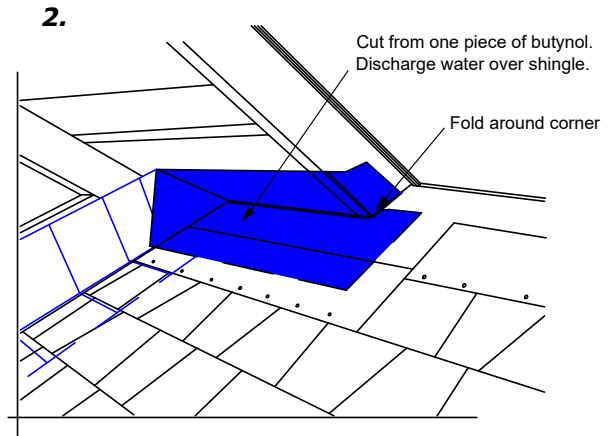 2.
Cut from one piece of butynol.
Discharge water over shingle.
Fold around corner